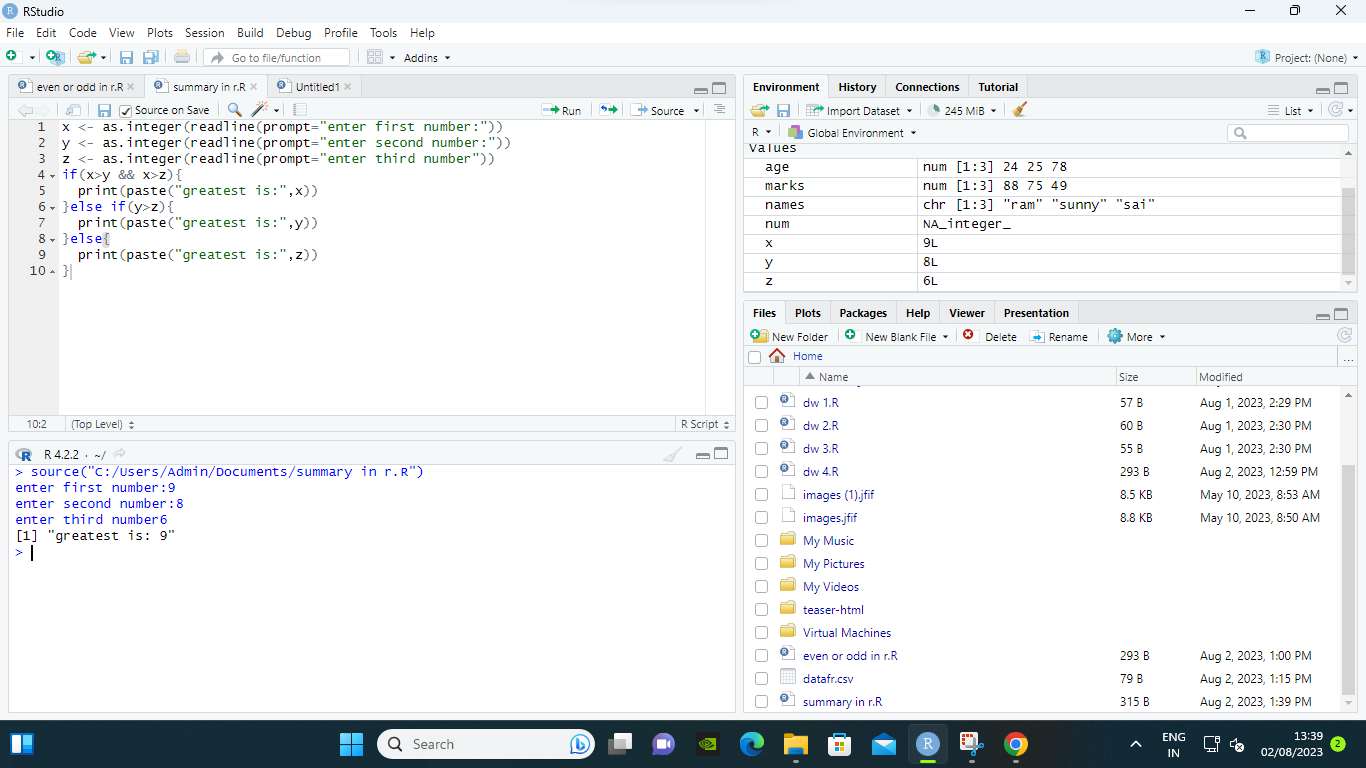 RStudio
File Edit Code View Plots Session Build Debug Profile Tools Help
Go to file/function Addins Project: (None)
even or odd in r.R summary in r.R Untitled1
Source on Save Run Source
1 x <- as.integer(readline(prompt="enter first number:"))
2 y <- as.integer(readline(prompt="enter second number:"))
3 z <- as.integer(readline(prompt="enter third number"))
4 if(x>y && x>z){
5 print(paste("greatest is:",x))
6 }else if(y>z){
7 print(paste("greatest is:",y))
8 }else{
9 print(paste("greatest is:",z))
10 }
10:2 (Top Level) R Script
R 4.2.2 · ~/
> source("C:/Users/Admin/Documents/summary in r.R")
enter first number:9
enter second number:8
enter third number6
[1] "greatest is: 9"
>
Environment History Connections Tutorial
Import Dataset 245 MiB List
R Global Environment
Values
age num [1:3] 24 25 78
marks num [1:3] 88 75 49
names chr [1:3] "ram" "sunny" "sai"
num NA_integer_
x 9L
y 8L
z 6L
Files Plots Packages Help Viewer Presentation
New Folder New Blank File Delete Rename More
Home ...
Name Size Modified
dw 1.R 57 B Aug 1, 2023, 2:29 PM
dw 2.R 60 B Aug 1, 2023, 2:30 PM
dw 3.R 55 B Aug 1, 2023, 2:30 PM
dw 4.R 293 B Aug 2, 2023, 12:59 PM
images (1).jfif 8.5 KB May 10, 2023, 8:53 AM
images.jfif 8.8 KB May 10, 2023, 8:50 AM
My Music
My Pictures
My Videos
teaser-html
Virtual Machines
even or odd in r.R 293 B Aug 2, 2023, 1:00 PM
datafr.csv 79 B Aug 2, 2023, 1:15 PM
summary in r.R 315 B Aug 2, 2023, 1:39 PM
Search
ENG
IN
13:39
02/08/2023
2